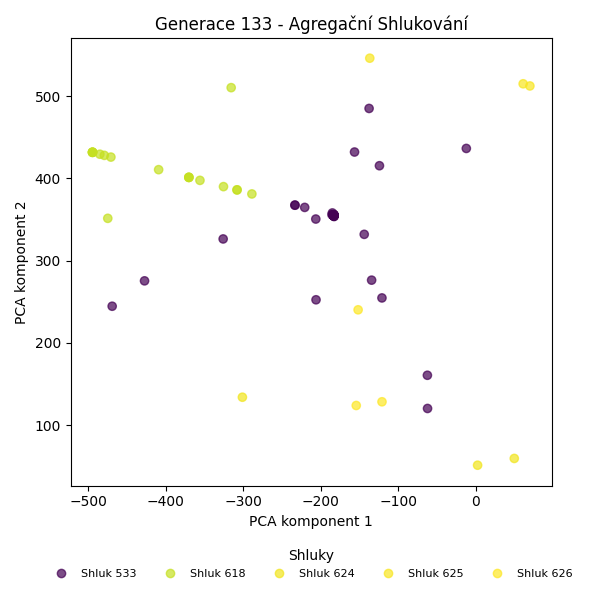 Generace 133 - Agregační Shlukování
500
400
300
200
100
PCA komponent 2
−500 −400 −300 −200 −100 0
PCA komponent 1
Shluky
Shluk 533 Shluk 618 Shluk 624 Shluk 625 Shluk 626